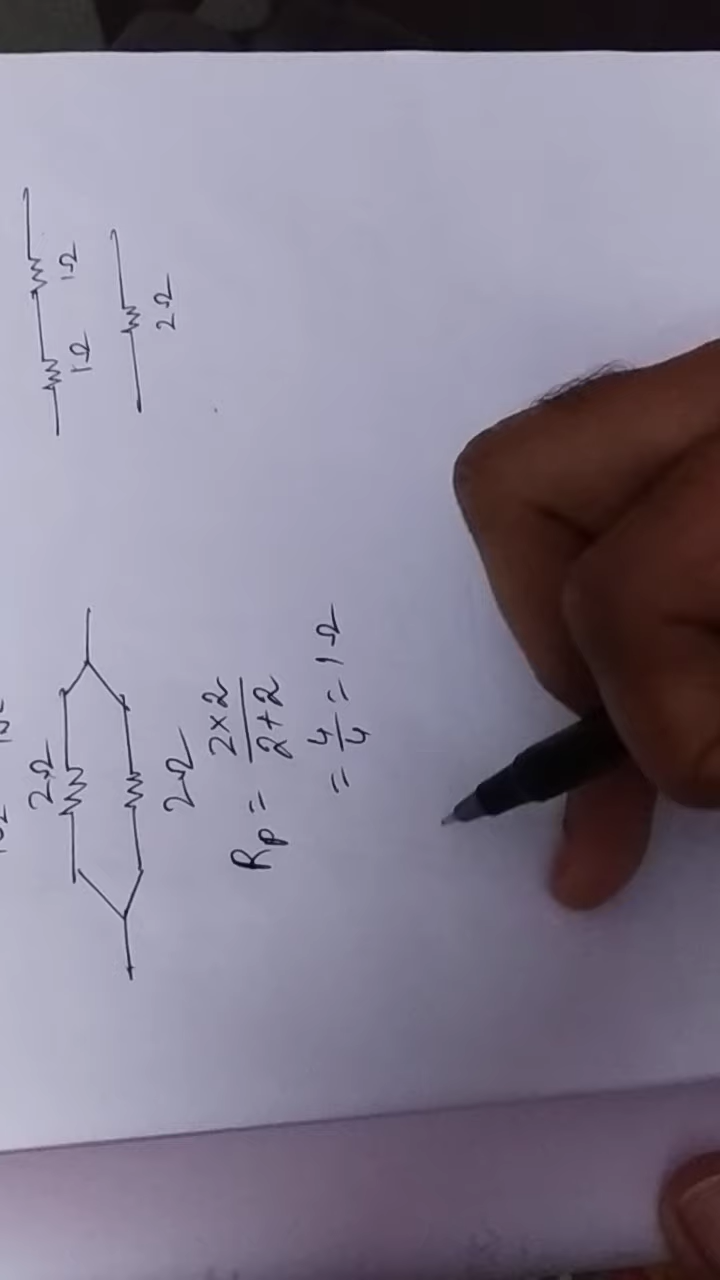 2Ω
2Ω
Rp = 2×2 / 2+2
= 4/4 = 1Ω
1Ω 1Ω
2Ω